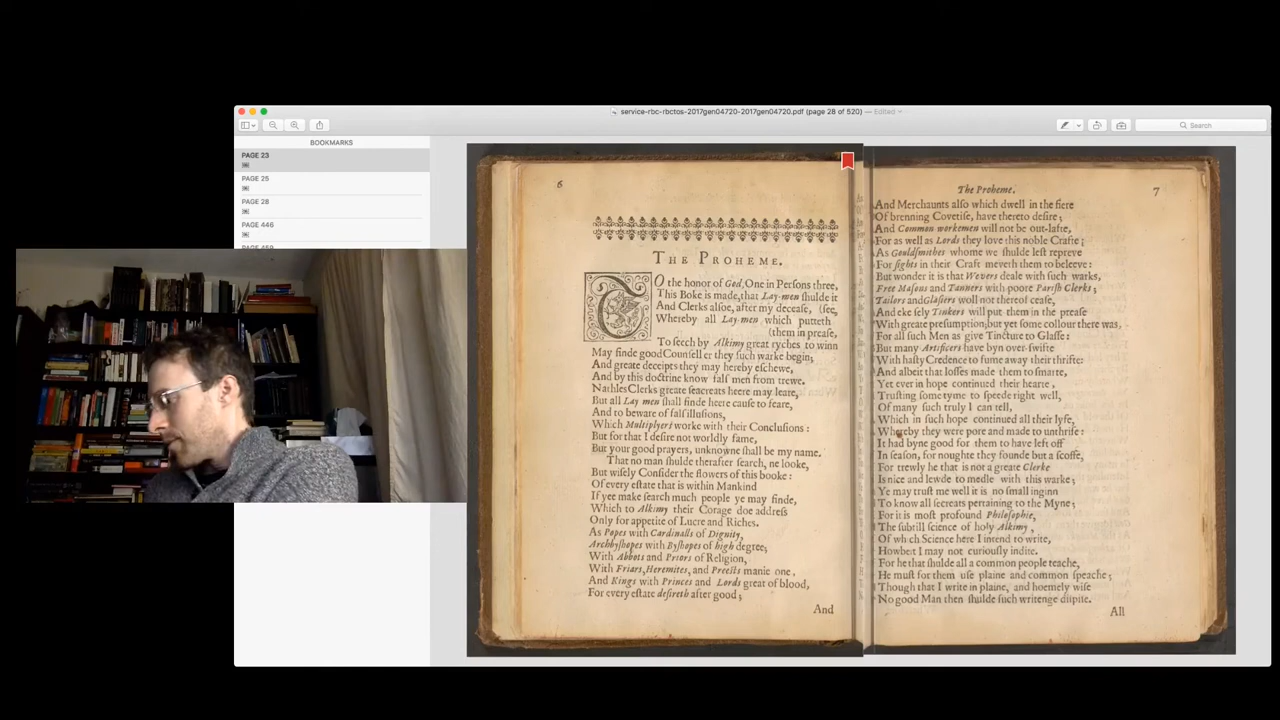 service-rbc-rbctos-2017gen04720-2017gen04720.pdf (page 28 of 520) — Edited
Search
BOOKMARKS
PAGE 23
PAGE 25
PAGE 28
PAGE 446
6
THE PROHEME.
TO the honor of God, One in Persons three,
This Boke is made, that Lay-men shulde it
And Clerks alsoe, after my decease, (see,
Whereby all Lay-men which putteth
(them in prease,
To seech by Alkimy great ryches to winn
May finde good Counsell er they such warke begin;
And greate deceipts they may hereby eschewe,
And by this doctrine know fals men from trewe.
Nathles Clerks greate seacreats heere may leare,
But all Lay men shall finde heere cause to feare,
And to beware of fals illusions,
Which Multiplyers worke with their Conclusions:
But for that I desire not worldly fame,
But your good prayers, unknowne shall be my name.
That no man shulde therafter search, ne looke,
But wisely Consider the flowers of this booke:
Of every estate that is within Mankind
If yee make search much people ye may finde,
Which to Alkimy their Corage doe address
Only for appetite of Lucre and Riches.
As Popes with Cardinalls of Dignity,
Archbyshopes with Byshopes of high degree;
With Abbots and Priors of Religion,
With Friars, Heremites, and Preests manie one,
And Kings with Princes and Lords great of blood,
For every estate desireth after good;
And
The Proheme. 7
And Merchaunts also which dwell in the fiere
Of brenning Covetise, have thereto desire;
And Common workemen will not be out-lafte,
For as well as Lords they love this noble Crafte;
As Gouldsmithes whome we shulde lest repreve
For sights in their Craft meveth them to beleeve:
But wonder it is that Wevers deale with such warks,
Free Masons and Tanners with poore Parish Clerks;
Tailors and Glasiers woll not therof cease,
And eke sely Tinkers will put them in the prease
With greate presumption; but yet some collour there was,
For all such Men as give Tincture to Glasse:
But many Artificers have byn over-swifte
With hasty Credence to fume away their thrifte:
And albeit that losses made them to smarte,
Yet ever in hope continued their hearte,
Trusting some tyme to speede right well,
Of many such truly I can tell,
Which in such hope continued all their lyfe,
Whereby they were pore and made to unthrife:
It had byne good for them to have left off
In season, for noughte they founde but a scoffe,
For trewly he that is not a greate Clerke
Is nice and lewde to medle with this warke;
Ye may trust me well it is no small inginn
To know all secreats pertaining to the Myne;
For it is most profound Philosophie,
The subtill science of holy Alkimy,
Of which Science here I intend to write,
Howbeit I may not curiously indite.
For he that shulde all a common people teache,
He must for them use plaine and common speache;
Though that I write in plaine, and hoemely wise
No good Man then shulde such writenge dispise.
All